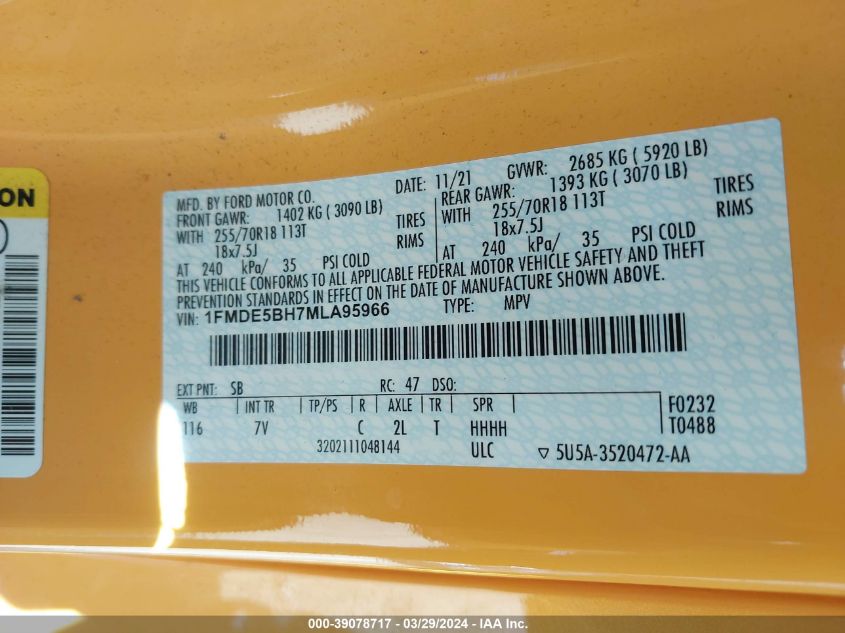 ON
MFD. BY FORD MOTOR CO.
DATE: 11/21
GVWR: 2685 KG ( 5920 LB)
FRONT GAWR: 1402 KG ( 3090 LB)
REAR GAWR: 1393 KG ( 3070 LB)
WITH 255/70R18 113T TIRES
WITH 255/70R18 113T TIRES
18x7.5J RIMS
18x7.5J RIMS
AT 240 kPa/ 35 PSI COLD
AT 240 kPa/ 35 PSI COLD
THIS VEHICLE CONFORMS TO ALL APPLICABLE FEDERAL MOTOR VEHICLE SAFETY AND THEFT
PREVENTION STANDARDS IN EFFECT ON THE DATE OF MANUFACTURE SHOWN ABOVE.
VIN: 1FMDE5BH7MLA95966 TYPE: MPV
EXT PNT: SB RC: 47 DSO:
WB INT TR TP/PS R AXLE TR SPR F0232
116 7V C 2L T HHHH T0488
3202111048144 ULC ▽ 5U5A-3520472-AA
000-39078717 - 03/29/2024 - IAA Inc.